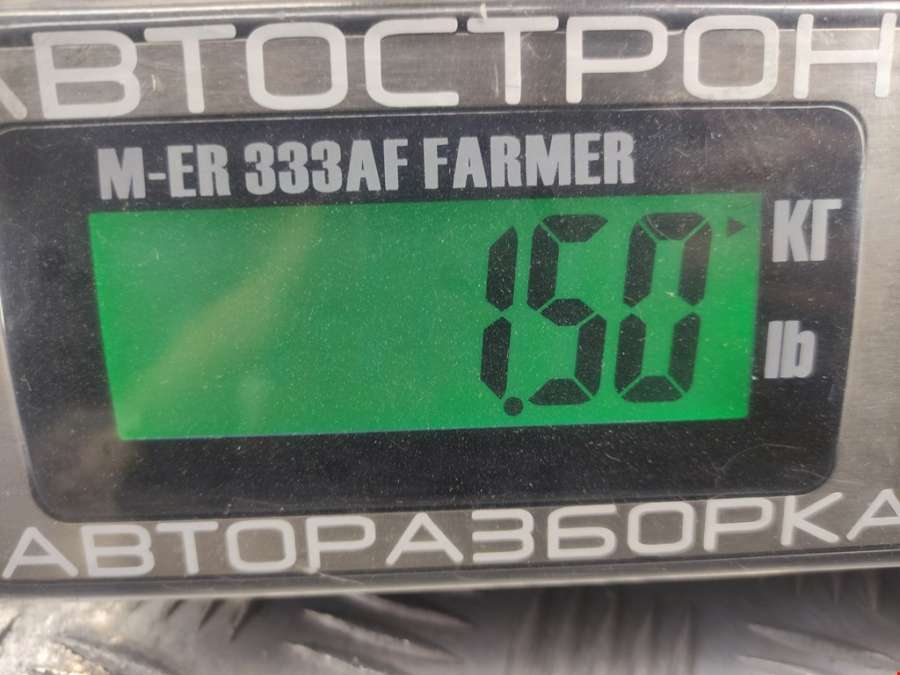 АВТОСТРОН
M-ER 333AF FARMER
1.50
КГ
lb
АВТОРАЗБОРКА